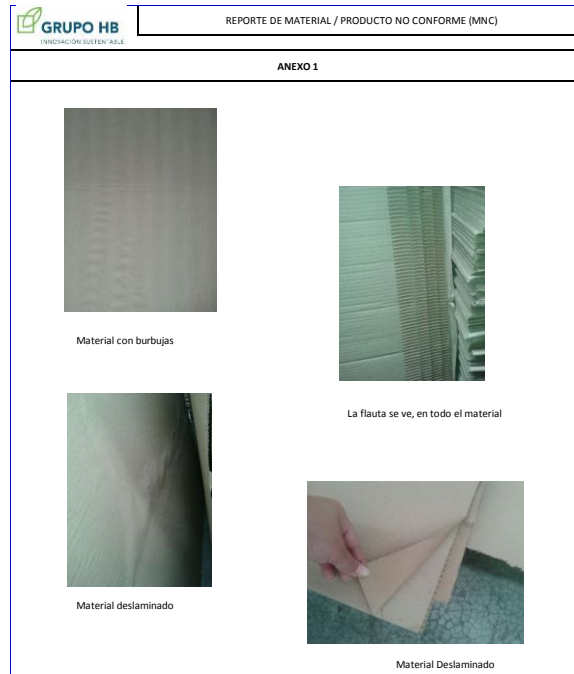 GRUPO HB
INNOVACIÓN SUSTENTABLE
REPORTE DE MATERIAL / PRODUCTO NO CONFORME (MNC)
ANEXO 1
Material con burbujas
La flauta se ve, en todo el material
Material deslaminado
Material Deslaminado